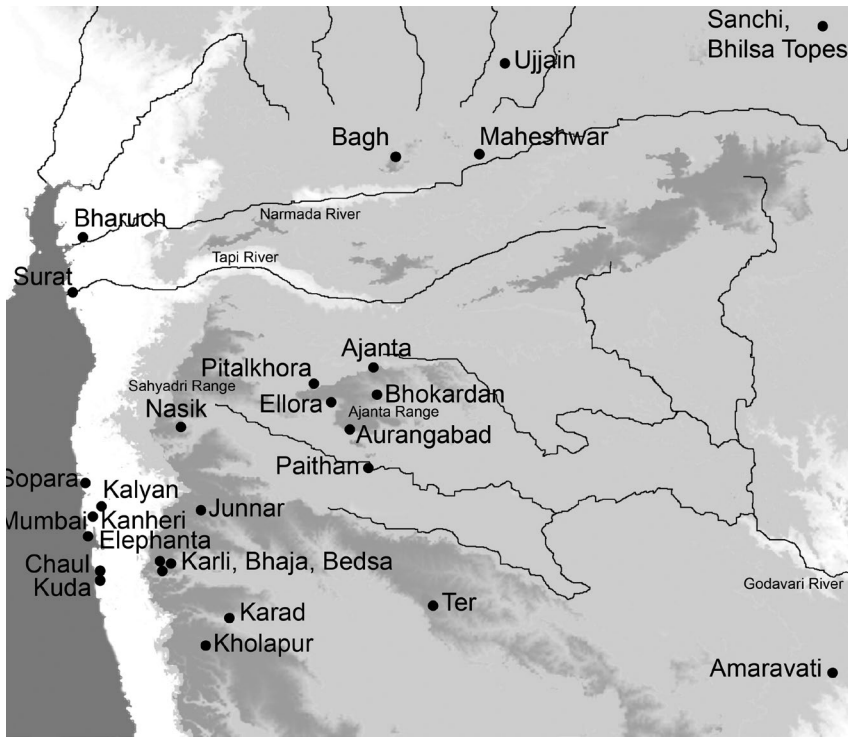 Sanchi,
Bhilsa Topes
Ujjain
Bagh
Maheshwar
Narmada River
Bharuch
Tapi River
Surat
Ajanta
Pitalkhora
Sahyadri Range
Bhokardan
Ellora
Ajanta Range
Nasik
Aurangabad
Paithan
Sopara
Kalyan
Junnar
Mumbai
Kanheri
Elephanta
Chaul
Karli, Bhaja, Bedsa
Kuda
Godavari River
Ter
Karad
Kholapur
Amaravati